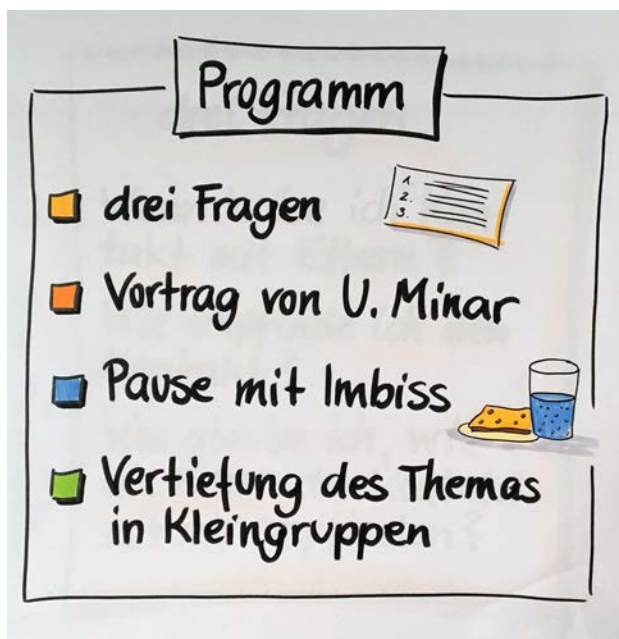 Programm
drei Fragen
1.
2.
3.
Vortrag von U. Minar
Pause mit Imbiss
Vertiefung des Themas
in Kleingruppen